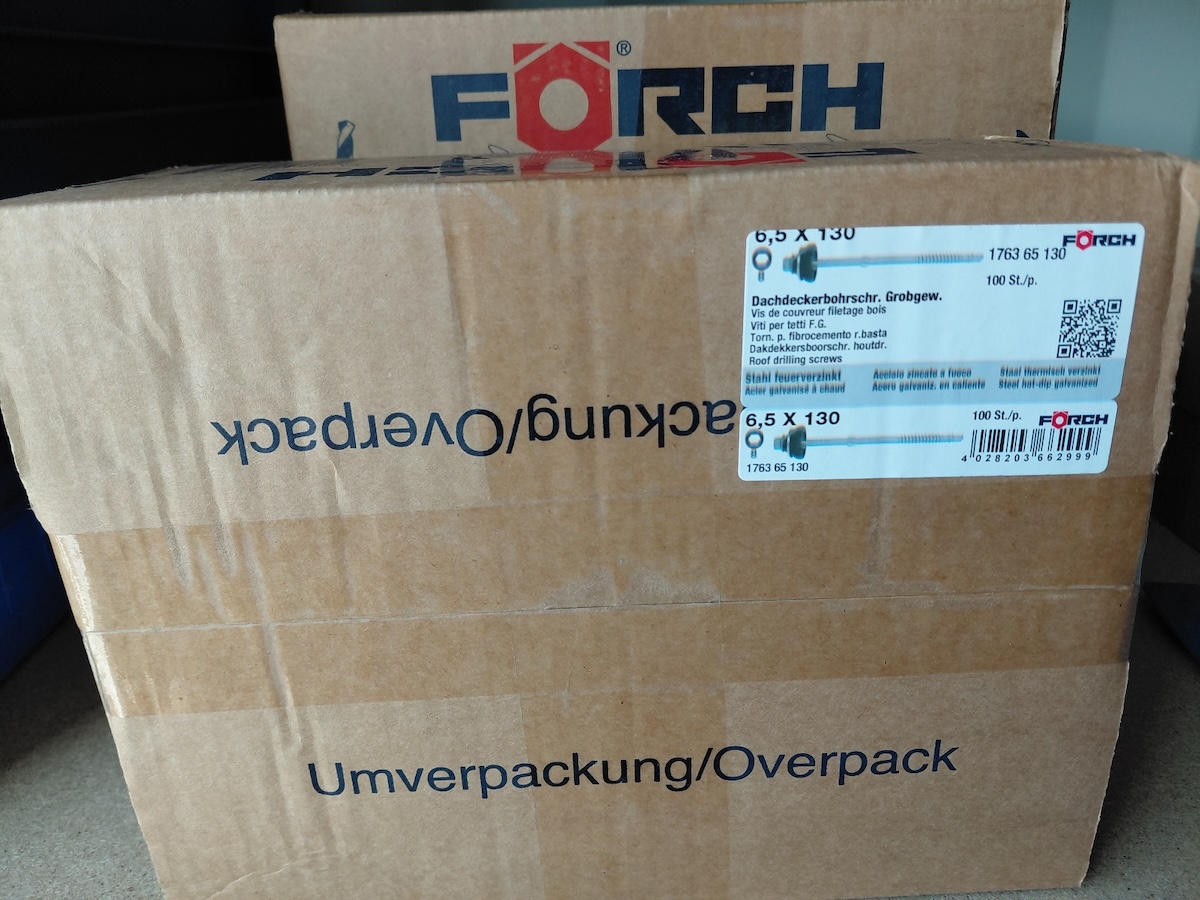 FÖRCH®
FÖRCH
6,5 X 130
FÖRCH
1763 65 130
100 St./p.
Dachdeckerbohrschr. Grobgew.
Vis de couvreur filetage bois
Viti per tetti F.G.
Torn. p. fibrocemento r.basta
Dakdekkersboorschr. houtdr.
Roof drilling screws
Stahl feuerverzinkt
Acciaio zincato a fuoco
Staal thermisch verzinkt
Acier galvanisé à chaud
Acero galvaniz. en caliente
Steel hot-dip galvanized
6,5 X 130
100 St./p.
FÖRCH
1763 65 130
4 028203 662999
ackung/Overpack
Umverpackung/Overpack